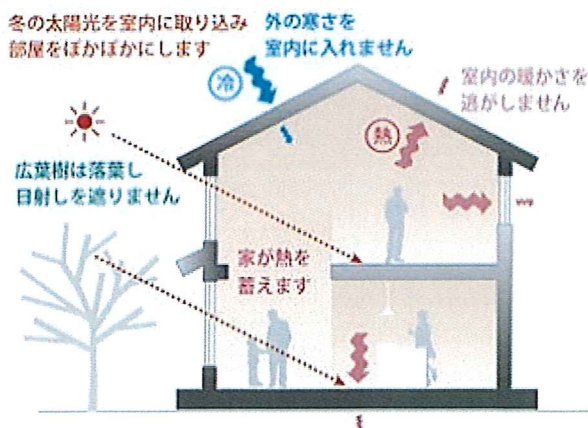 冬の太陽光を室内に取り込み
部屋をぽかぽかにします
外の寒さを
室内に入れません
冷
室内の暖かさを
逃がしません
熱
広葉樹は落葉し
日射しを遮りません
家が熱を
蓄えます